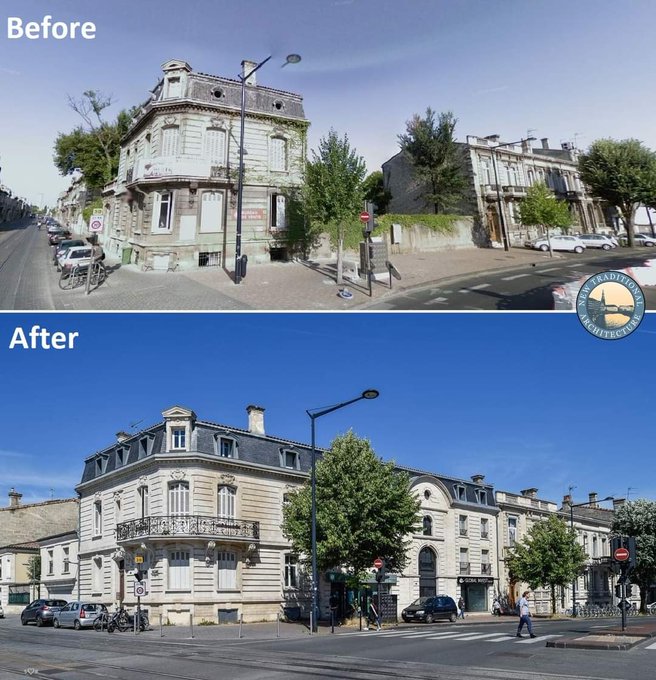 Before
NEW TRADITIONAL
ARCHITECTURE
After
GLOBAL INVEST